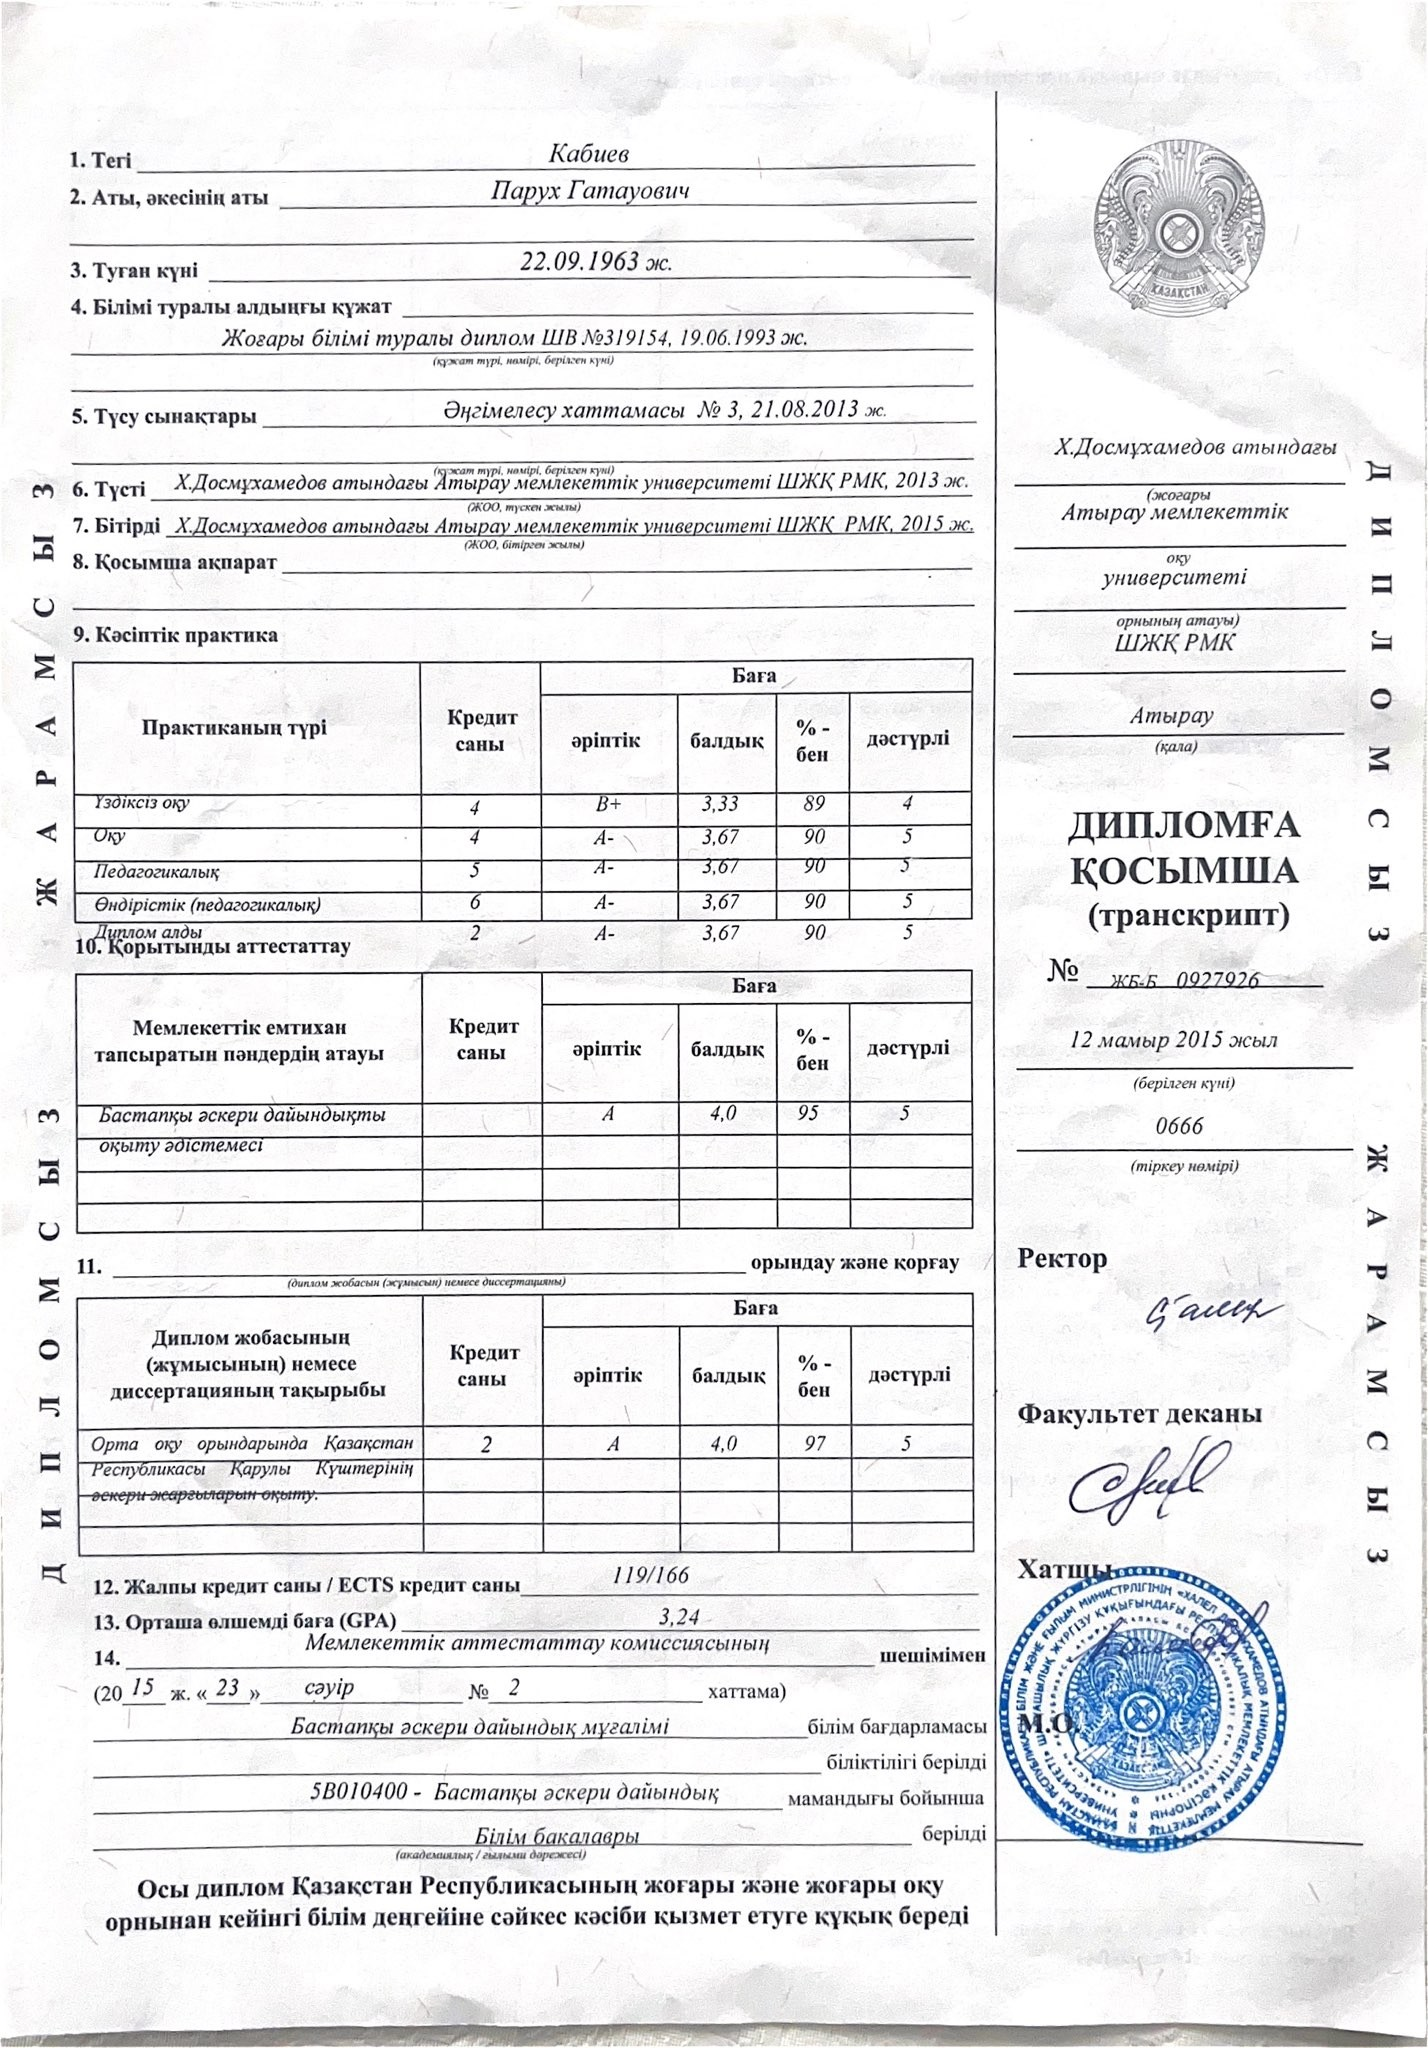 1. Тегі Кабиев
2. Аты, әкесінің аты Парух Гатауович
3. Туған күні 22.09.1963 ж.
4. Білімі туралы алдыңғы құжат
Жоғары білімі туралы диплом ШВ №319154, 19.06.1993 ж.
(құжат түрі, нөмірі, берілген күні)
5. Түсу сынақтары Әңгімелесу хаттамасы № 3, 21.08.2013 ж.
(құжат түрі, нөмірі, берілген күні)
6. Түсті Х.Досмұхамедов атындағы Атырау мемлекеттік университеті ШЖҚ РМК, 2013 ж.
(ЖОО, түскен жылы)
7. Бітірді Х.Досмұхамедов атындағы Атырау мемлекеттік университеті ШЖҚ РМК, 2015 ж.
(ЖОО, бітірген жылы)
8. Қосымша ақпарат
9. Кәсіптік практика
Практиканың түрі Кредит саны Баға
әріптік балдық % - бен дәстүрлі
Үздіксіз оқу 4 В+ 3,33 89 4
Оқу 4 А- 3,67 90 5
Педагогикалық 5 А- 3,67 90 5
Өндірістік (педагогикалық) 6 А- 3,67 90 5
Диплом алды 2 А- 3,67 90 5
10. Қорытынды аттестаттау
Мемлекеттік емтихан тапсыратын пәндердің атауы Кредит саны Баға
әріптік балдық % - бен дәстүрлі
Бастапқы әскери дайындықты А 4,0 95 5
оқыту әдістемесі
11. орындау және қорғау
(диплом жобасын (жұмысын) немесе диссертацияны)
Диплом жобасының (жұмысының) немесе диссертацияның тақырыбы Кредит саны Баға
әріптік балдық % - бен дәстүрлі
Орта оқу орындарында Қазақстан 2 А 4,0 97 5
Республикасы Қарулы Күштерінің
әскери жарғыларын оқыту.
12. Жалпы кредит саны / ECTS кредит саны 119/166
13. Орташа өлшемді баға (GPA) 3,24
14. Мемлекеттік аттестаттау комиссиясының шешімімен
(20 15 ж. « 23 » сәуір № 2 хаттама)
Бастапқы әскери дайындық мұғалімі білім бағдарламасы
біліктілігі берілді
5В010400 - Бастапқы әскери дайындық мамандығы бойынша
Білім бакалавры берілді
(академиялық / ғылыми дәрежесі)
Осы диплом Қазақстан Республикасының жоғары және жоғары оқу
орнынан кейінгі білім деңгейіне сәйкес кәсіби қызмет етуге құқық береді
ҚАЗАҚСТАН
Х.Досмұхамедов атындағы
(жоғары
Атырау мемлекеттік
оқу
университеті
орнының атауы)
ШЖҚ РМК
Атырау
(қала)
ДИПЛОМҒА
ҚОСЫМША
(транскрипт)
№ ЖБ-Б 0927926
12 мамыр 2015 жыл
(берілген күні)
0666
(тіркеу нөмірі)
Ректор
Факультет деканы
Хатшы
М.О.
ДИПЛОМСЫЗ ЖАРАМСЫЗ
ДИПЛОМСЫЗ ЖАРАМСЫЗ